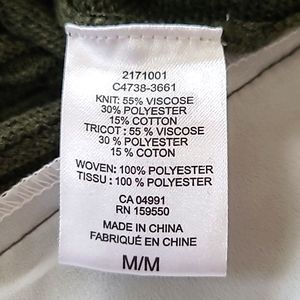 2171001
C4738-3661
KNIT: 55% VISCOSE
30% POLYESTER
15% COTTON
TRICOT : 55% VISCOSE
30 % POLYESTER
15 % COTON
WOVEN: 100% POLYESTER
TISSU : 100 % POLYESTER
CA 04991
RN 159550
MADE IN CHINA
FABRIQUÉ EN CHINE
M/M